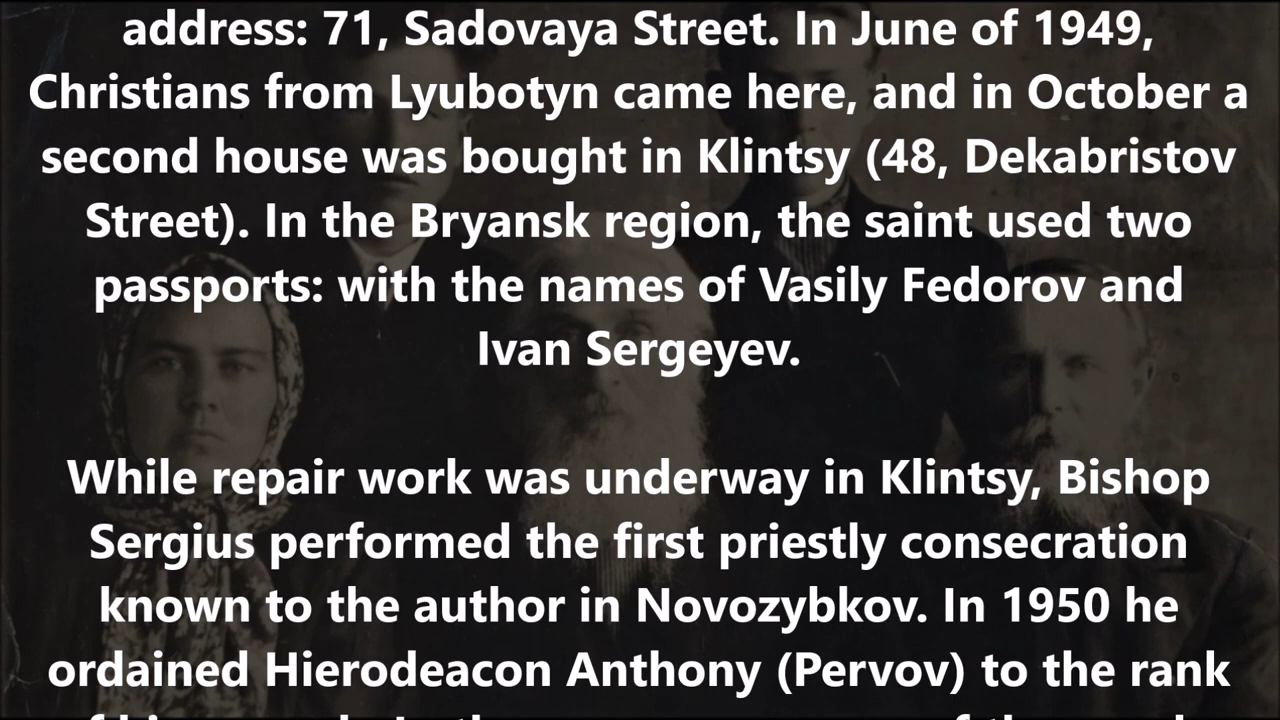 address: 71, Sadovaya Street. In June of 1949,
Christians from Lyubotyn came here, and in October a
second house was bought in Klintsy (48, Dekabristov
Street). In the Bryansk region, the saint used two
passports: with the names of Vasily Fedorov and
Ivan Sergeyev.
While repair work was underway in Klintsy, Bishop
Sergius performed the first priestly consecration
known to the author in Novozybkov. In 1950 he
ordained Hierodeacon Anthony (Pervov) to the rank